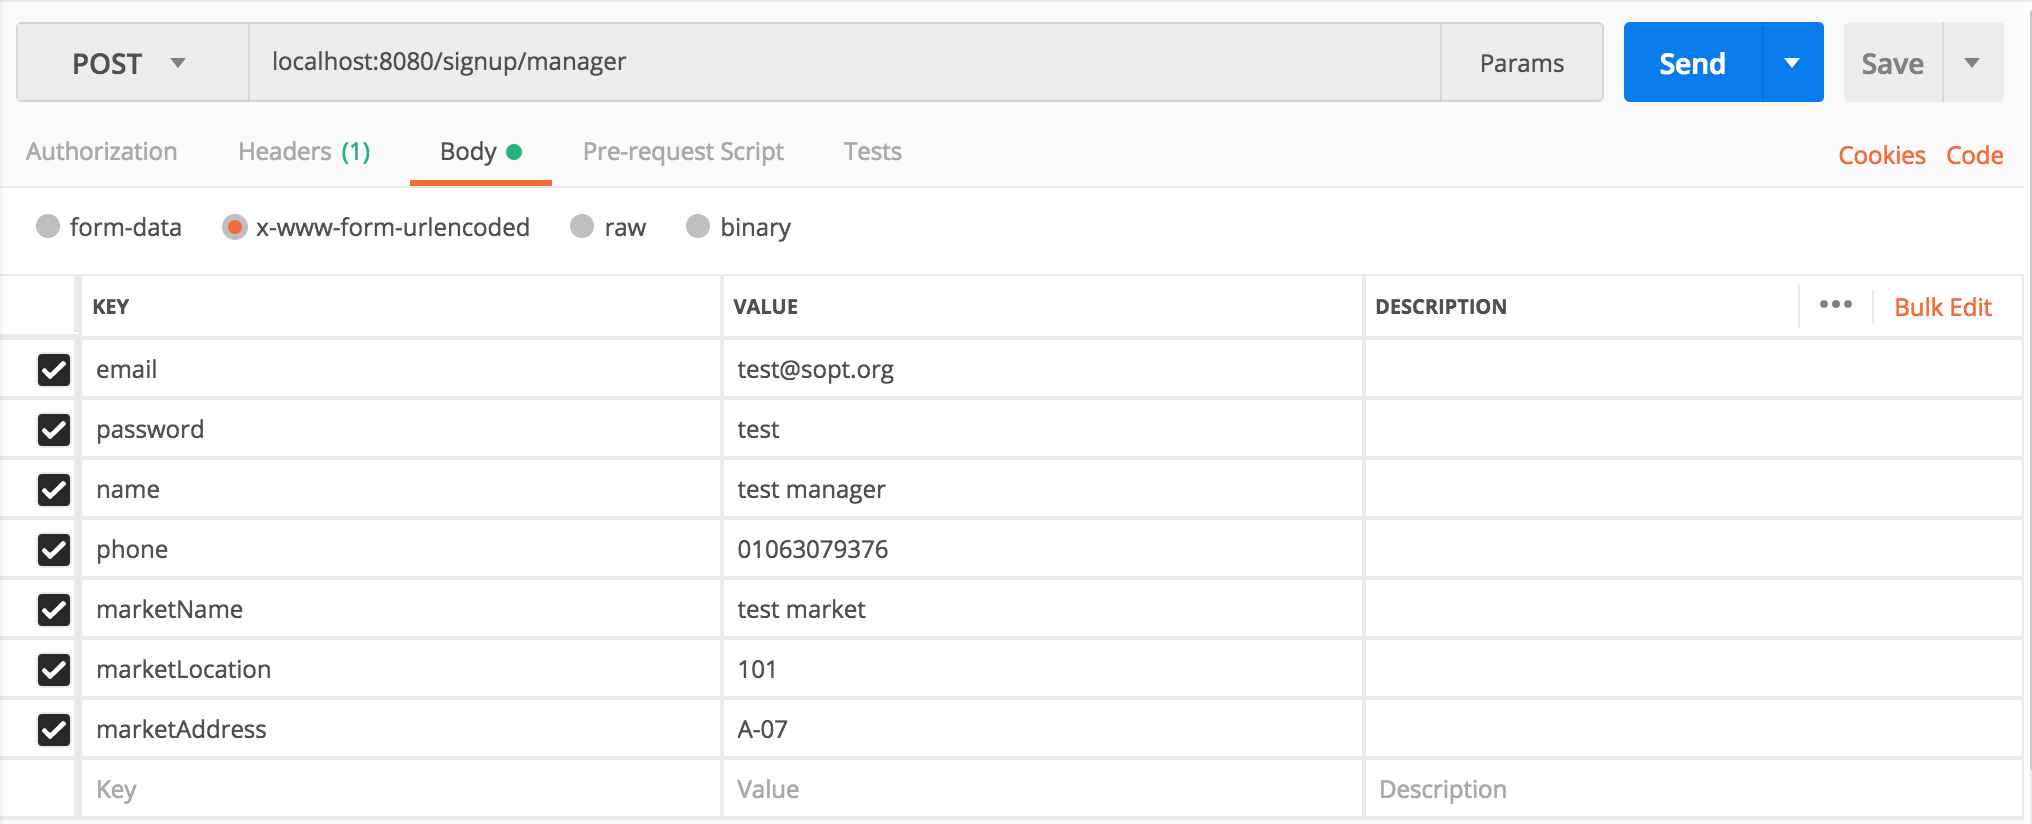 POST localhost:8080/signup/manager Params Send Save
Authorization Headers (1) Body Pre-request Script Tests Cookies Code
form-data x-www-form-urlencoded raw binary
KEY VALUE DESCRIPTION ••• Bulk Edit
email test@sopt.org
password test
name test manager
phone 01063079376
marketName test market
marketLocation 101
marketAddress A-07
Key Value Description